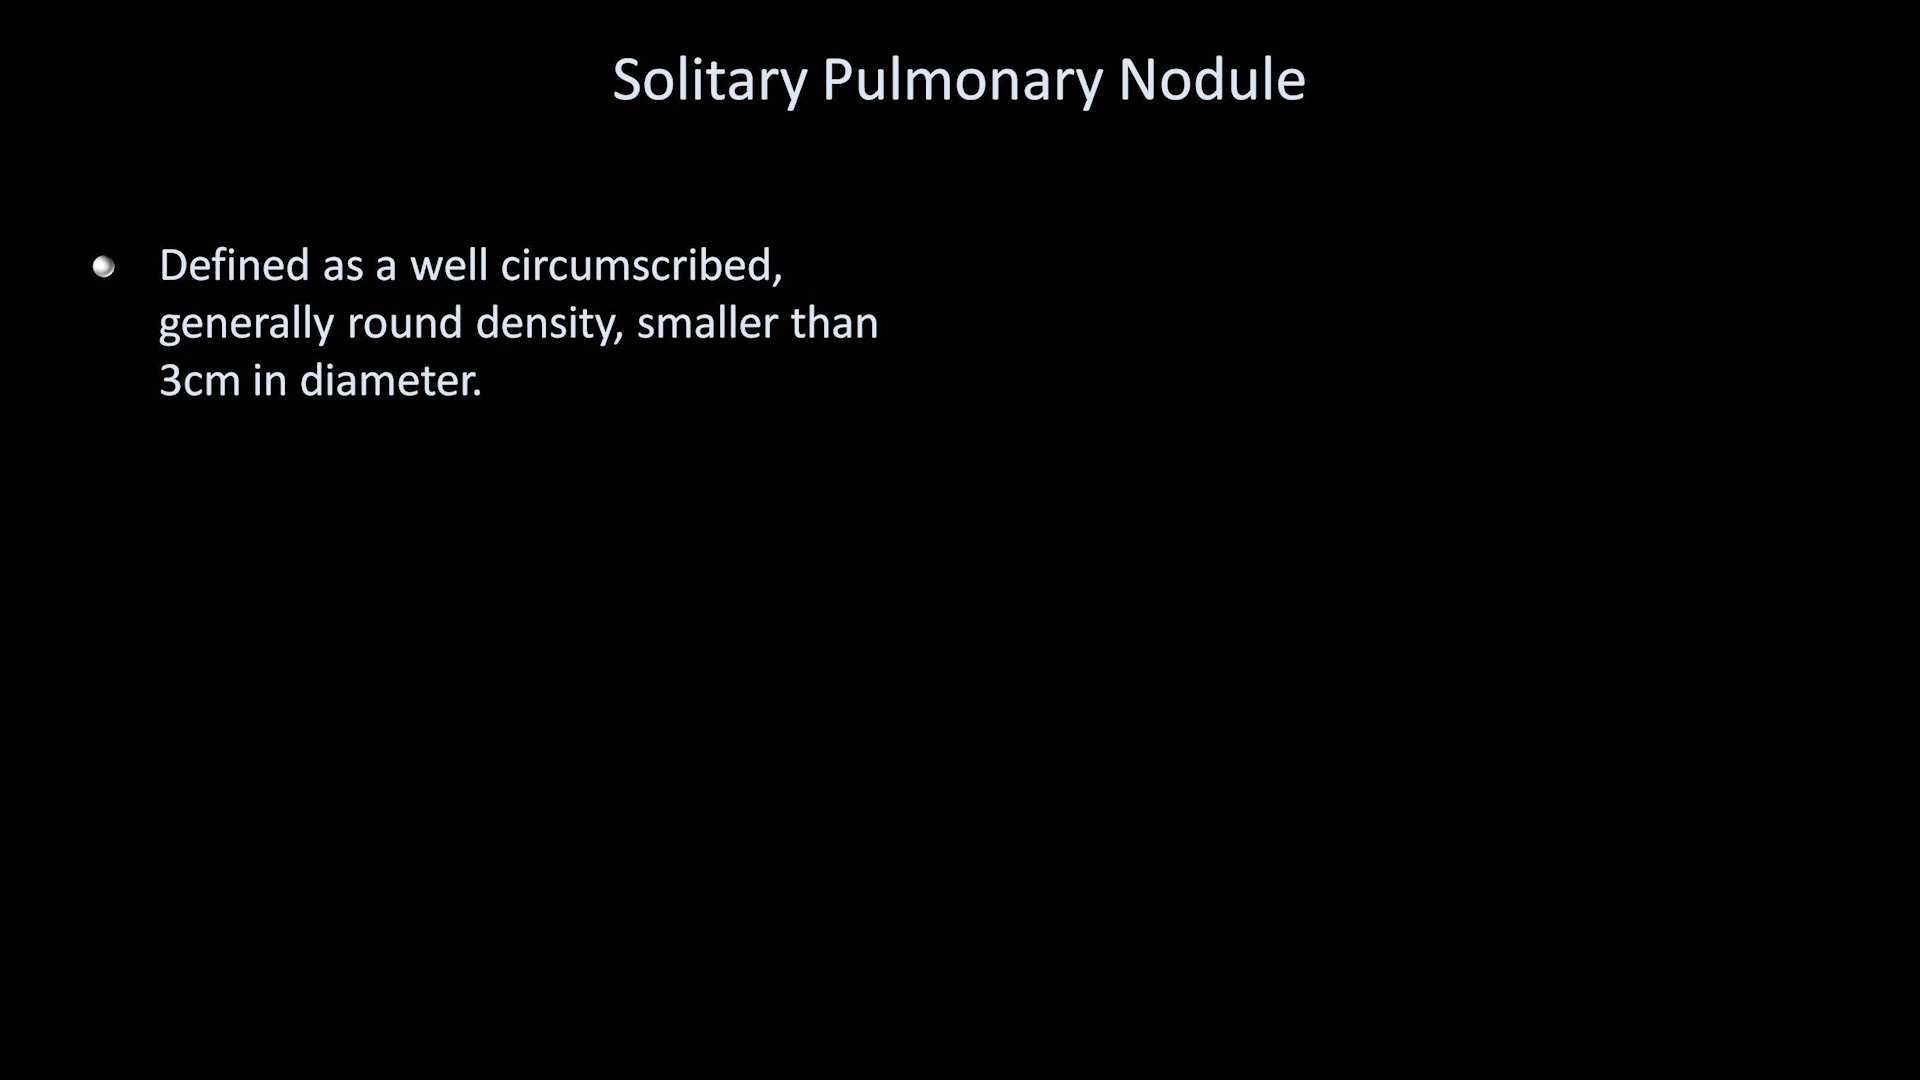 Solitary Pulmonary Nodule
Defined as a well circumscribed,
generally round density, smaller than
3cm in diameter.